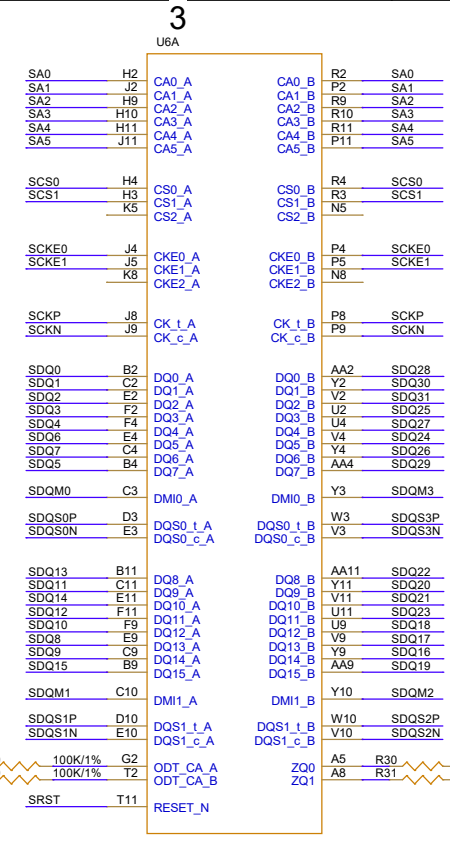 3
U6A
SA0 H2 CA0_A CA0_B R2 SA0
SA1 J2 CA1_A CA1_B P2 SA1
SA2 H9 CA2_A CA2_B R9 SA2
SA3 H10 CA3_A CA3_B R10 SA3
SA4 H11 CA4_A CA4_B R11 SA4
SA5 J11 CA5_A CA5_B P11 SA5
SCS0 H4 CS0_A CS0_B R4 SCS0
SCS1 H3 CS1_A CS1_B R3 SCS1
K5 CS2_A CS2_B N5
SCKE0 J4 CKE0_A CKE0_B P4 SCKE0
SCKE1 J5 CKE1_A CKE1_B P5 SCKE1
K8 CKE2_A CKE2_B N8
SCKP J8 CK_t_A CK_t_B P8 SCKP
SCKN J9 CK_c_A CK_c_B P9 SCKN
SDQ0 B2 DQ0_A DQ0_B AA2 SDQ28
SDQ1 C2 DQ1_A DQ1_B Y2 SDQ30
SDQ2 E2 DQ2_A DQ2_B V2 SDQ31
SDQ3 F2 DQ3_A DQ3_B U2 SDQ25
SDQ4 F4 DQ4_A DQ4_B U4 SDQ27
SDQ6 E4 DQ5_A DQ5_B V4 SDQ24
SDQ7 C4 DQ6_A DQ6_B Y4 SDQ26
SDQ5 B4 DQ7_A DQ7_B AA4 SDQ29
SDQM0 C3 DMI0_A DMI0_B Y3 SDQM3
SDQS0P D3 DQS0_t_A DQS0_t_B W3 SDQS3P
SDQS0N E3 DQS0_c_A DQS0_c_B V3 SDQS3N
SDQ13 B11 DQ8_A DQ8_B AA11 SDQ22
SDQ11 C11 DQ9_A DQ9_B Y11 SDQ20
SDQ14 E11 DQ10_A DQ10_B V11 SDQ21
SDQ12 F11 DQ11_A DQ11_B U11 SDQ23
SDQ10 F9 DQ12_A DQ12_B U9 SDQ18
SDQ8 E9 DQ13_A DQ13_B V9 SDQ17
SDQ9 C9 DQ14_A DQ14_B Y9 SDQ16
SDQ15 B9 DQ15_A DQ15_B AA9 SDQ19
SDQM1 C10 DMI1_A DMI1_B Y10 SDQM2
SDQS1P D10 DQS1_t_A DQS1_t_B W10 SDQS2P
SDQS1N E10 DQS1_c_A DQS1_c_B V10 SDQS2N
100K/1% G2 ODT_CA_A ZQ0 A5 R30
100K/1% T2 ODT_CA_B ZQ1 A8 R31
SRST T11 RESET_N